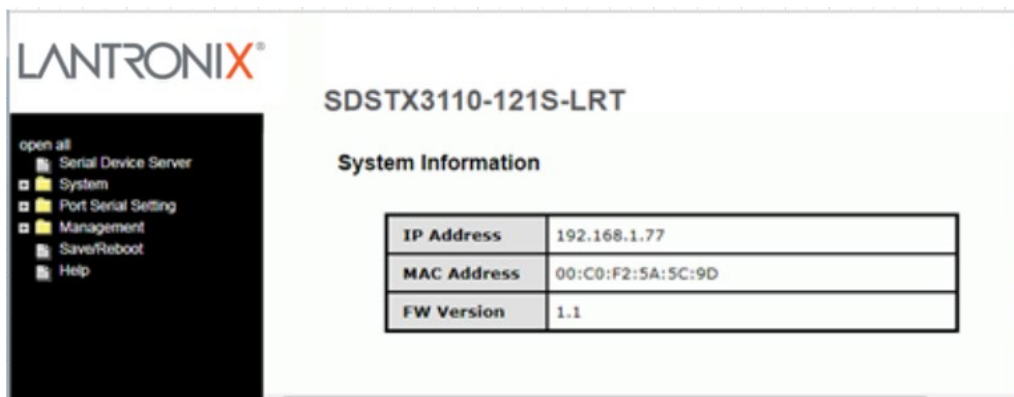 LANTRONIX®
SDSTX3110-121S-LRT
open all
Serial Device Server
System
Port Serial Setting
Management
Save/Reboot
Help
System Information
IP Address 192.168.1.77
MAC Address 00:C0:F2:5A:5C:9D
FW Version 1.1